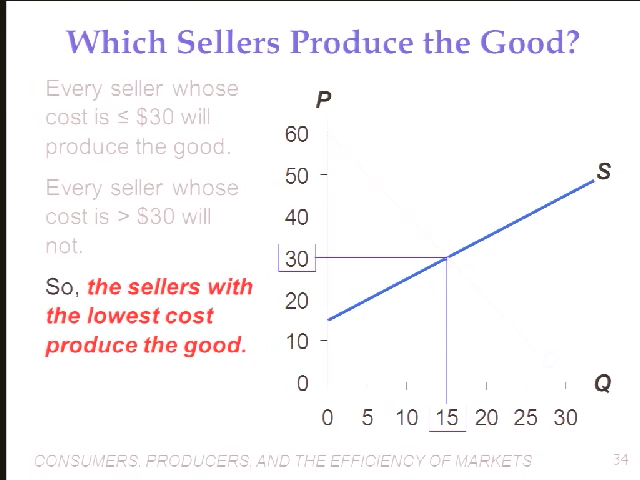 Which Sellers Produce the Good?
Every seller whose
cost is ≤ $30 will
produce the good.
Every seller whose
cost is > $30 will
not.
So, the sellers with
the lowest cost
produce the good.
P
60
50
S
40
30
20
10
0
Q
0 5 10 15 20 25 30
CONSUMERS, PRODUCERS, AND THE EFFICIENCY OF MARKETS
34